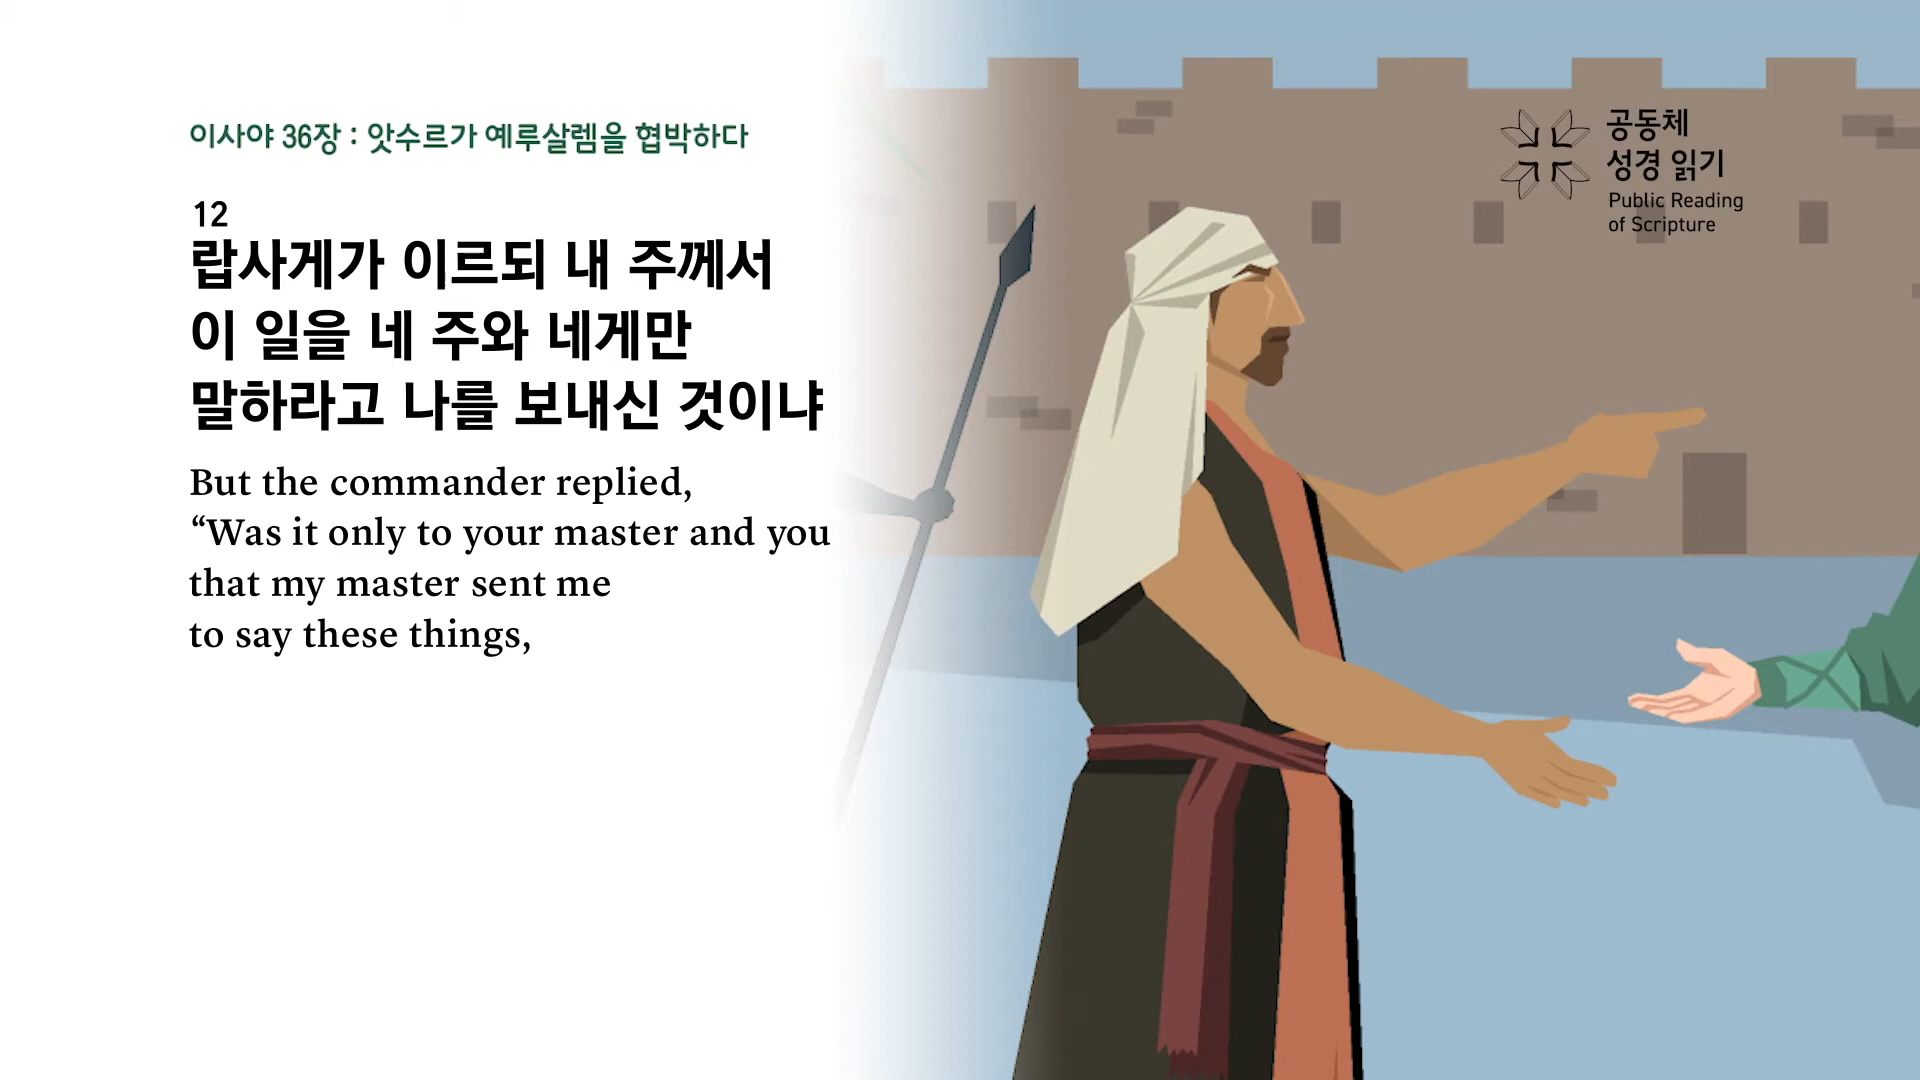 이사야 36장 : 앗수르가 예루살렘을 협박하다
12
랍사게가 이르되 내 주께서
이 일을 네 주와 네게만
말하라고 나를 보내신 것이냐
But the commander replied,
“Was it only to your master and you
that my master sent me
to say these things,
공동체
성경 읽기
Public Reading
of Scripture